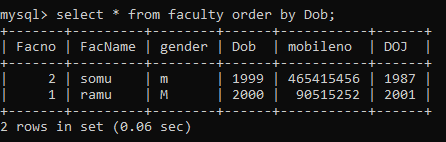 mysql> select * from faculty order by Dob;
+-------+---------+--------+------+-----------+------+
| Facno | FacName | gender | Dob  | mobileno  | DOJ  |
+-------+---------+--------+------+-----------+------+
|     2 | somu    | m      | 1999 | 465415456 | 1987 |
|     1 | ramu    | M      | 2000 |  90515252 | 2001 |
+-------+---------+--------+------+-----------+------+
2 rows in set (0.06 sec)